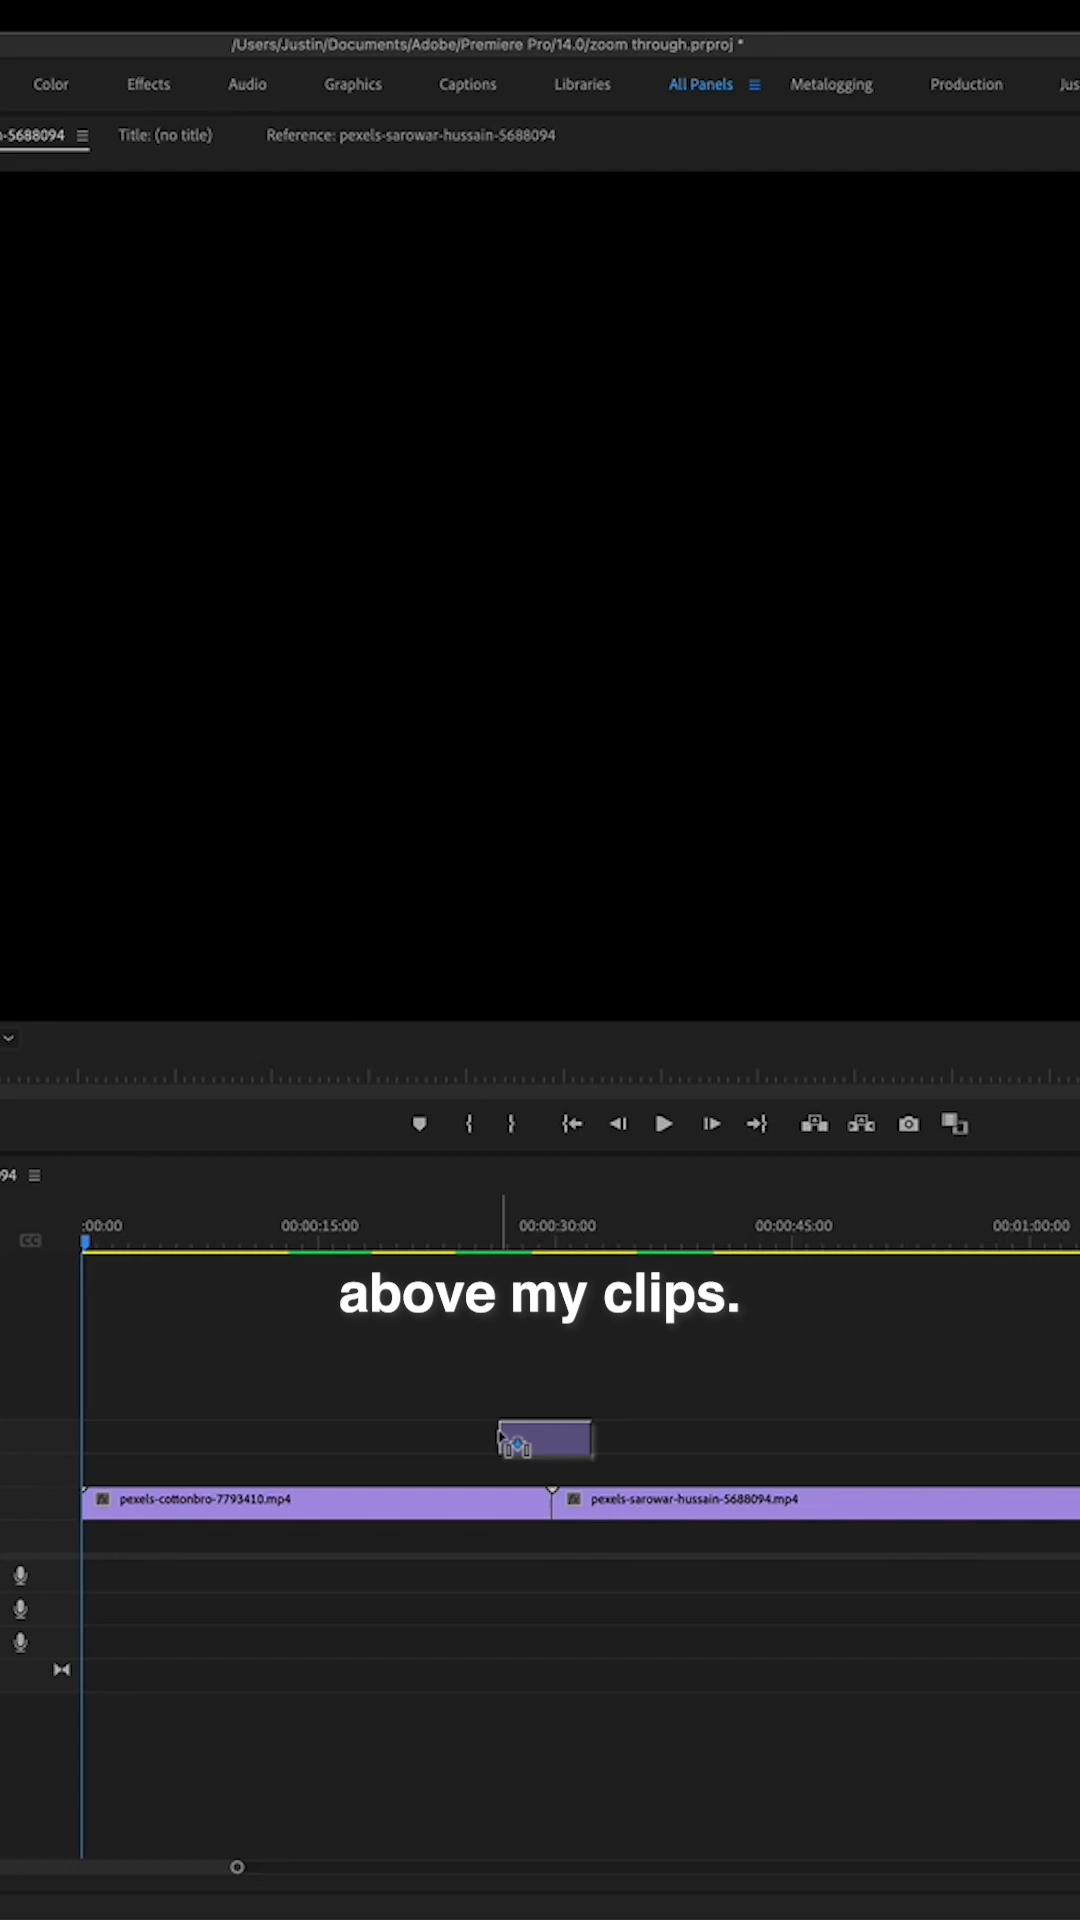 /Users/Justin/Documents/Adobe/Premiere Pro/14.0/zoom through.prproj *
Color Effects Audio Graphics Captions Libraries All Panels Metalogging Production Jus
-5688094 Title: (no title) Reference: pexels-sarowar-hussain-5688094
94
:00:00 00:00:15:00 00:00:30:00 00:00:45:00 00:01:00:00
CC
above my clips.
fx pexels-cottonbro-7793410.mp4 fx pexels-sarowar-hussain-5688094.mp4